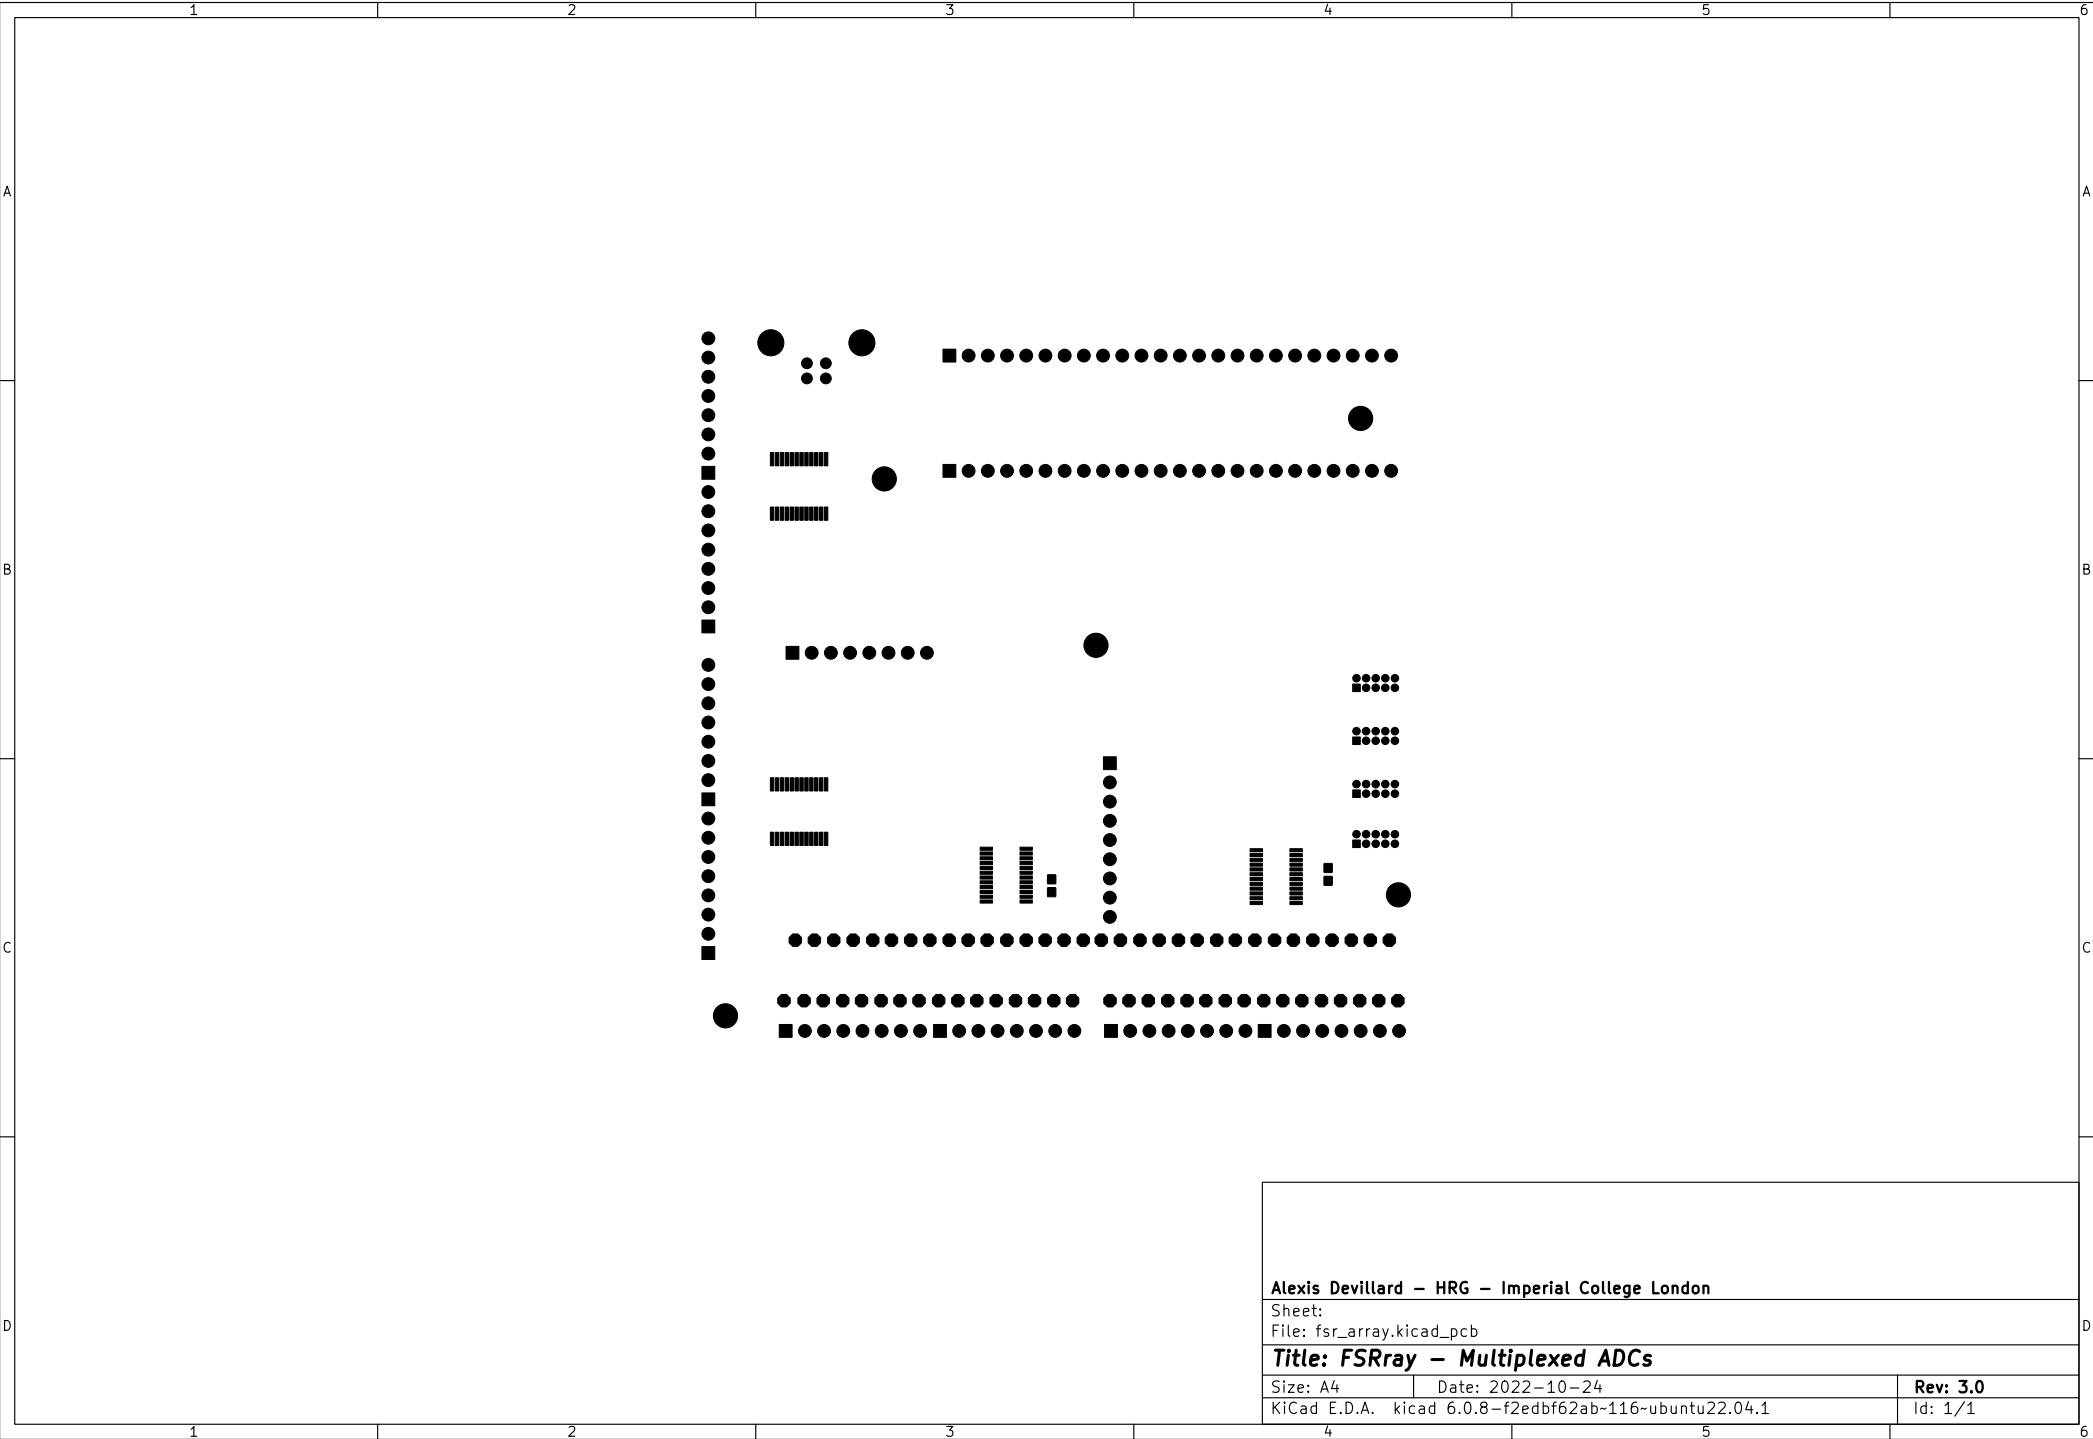 1 2 3 4 5 6
A A
B B
C C
D D
Alexis Devillard – HRG – Imperial College London
Sheet:
File: fsr_array.kicad_pcb
Title: FSRray – Multiplexed ADCs
Size: A4 Date: 2022-10-24 Rev: 3.0
KiCad E.D.A. kicad 6.0.8-f2edbf62ab~116~ubuntu22.04.1 Id: 1/1
1 2 3 4 5 6